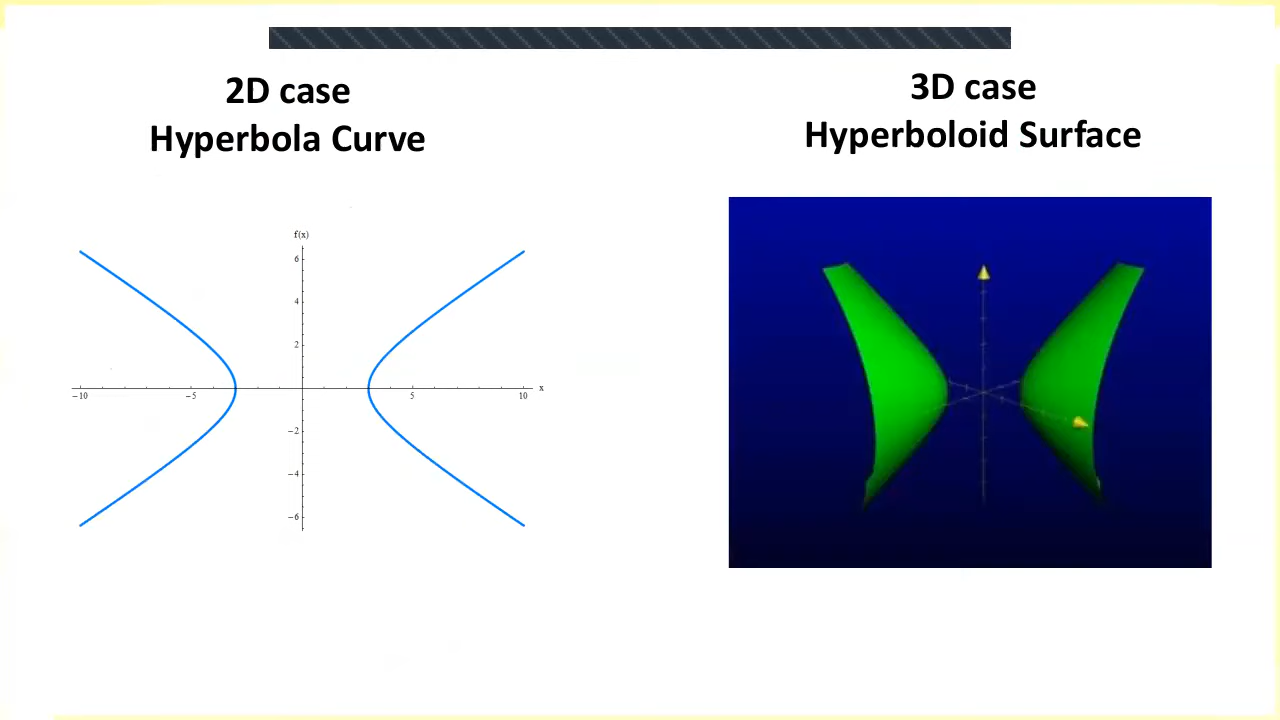 2D case
Hyperbola Curve
3D case
Hyperboloid Surface
f(x)
6
4
2
−10
−5
5
10
x
−2
−4
−6